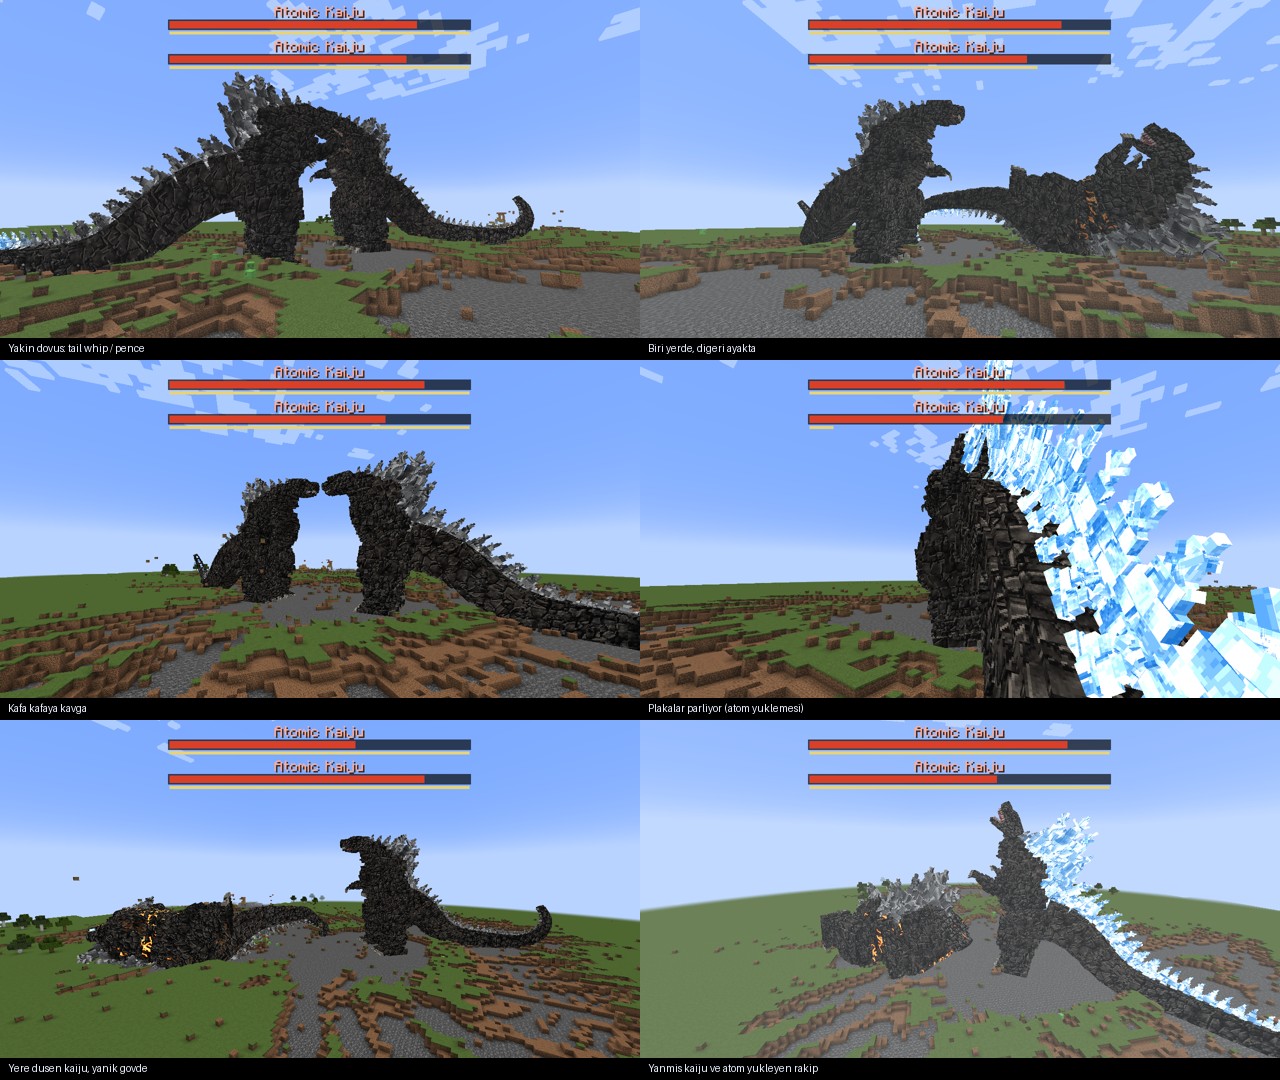 Atomic Kaiju
Atomic Kaiju
Yakin dovus: tail whip / pence
Atomic Kaiju
Atomic Kaiju
Biri yerde, digeri ayakta
Atomic Kaiju
Atomic Kaiju
Kafa kafaya kavga
Atomic Kaiju
Atomic Kaiju
Plakalar parliyor (atom yuklemesi)
Atomic Kaiju
Atomic Kaiju
Yere dusen kaiju, yanik govde
Atomic Kaiju
Atomic Kaiju
Yanmis kaiju ve atom yukleyen rakip